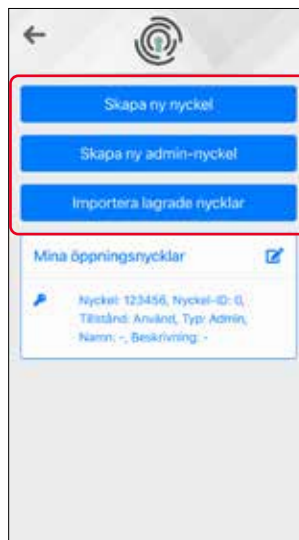 Skapa ny nyckel
Skapa ny admin-nyckel
Importera lagrade nycklar
Mina öppningsnycklar
Nyckel: 123456, Nyckel-ID: 0,
Tillstånd: Använd, Typ: Admin,
Namn: -, Beskrivning: -